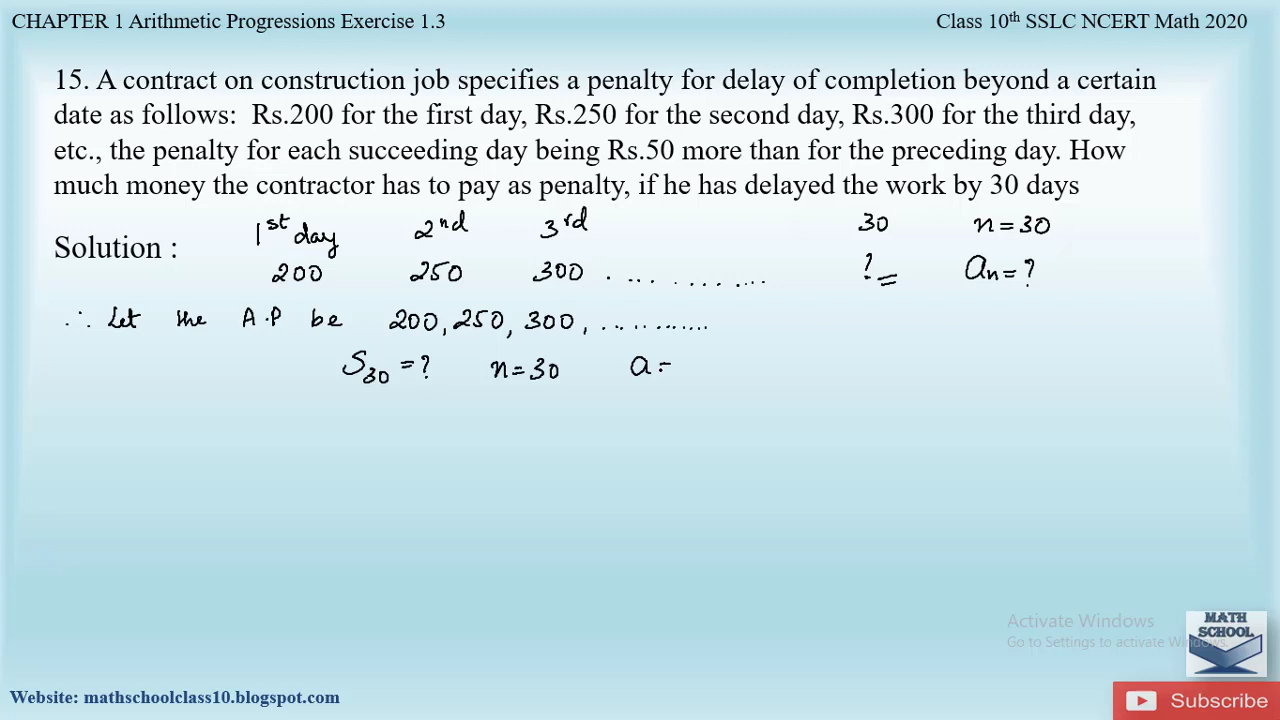 CHAPTER 1 Arithmetic Progressions Exercise 1.3
Class 10th SSLC NCERT Math 2020
15. A contract on construction job specifies a penalty for delay of completion beyond a certain
date as follows: Rs.200 for the first day, Rs.250 for the second day, Rs.300 for the third day,
etc., the penalty for each succeeding day being Rs.50 more than for the preceding day. How
much money the contractor has to pay as penalty, if he has delayed the work by 30 days
Solution :
1st day 2nd 3rd 30 n=30
200 250 300 . ... .... ... ? an=?
∴ Let the A.P be 200, 250, 300, ............
S30 =? n=30 a=
Activate Windows
Go to Settings to activate Windows.
MATH
SCHOOL
Website: mathschoolclass10.blogspot.com
Subscribe